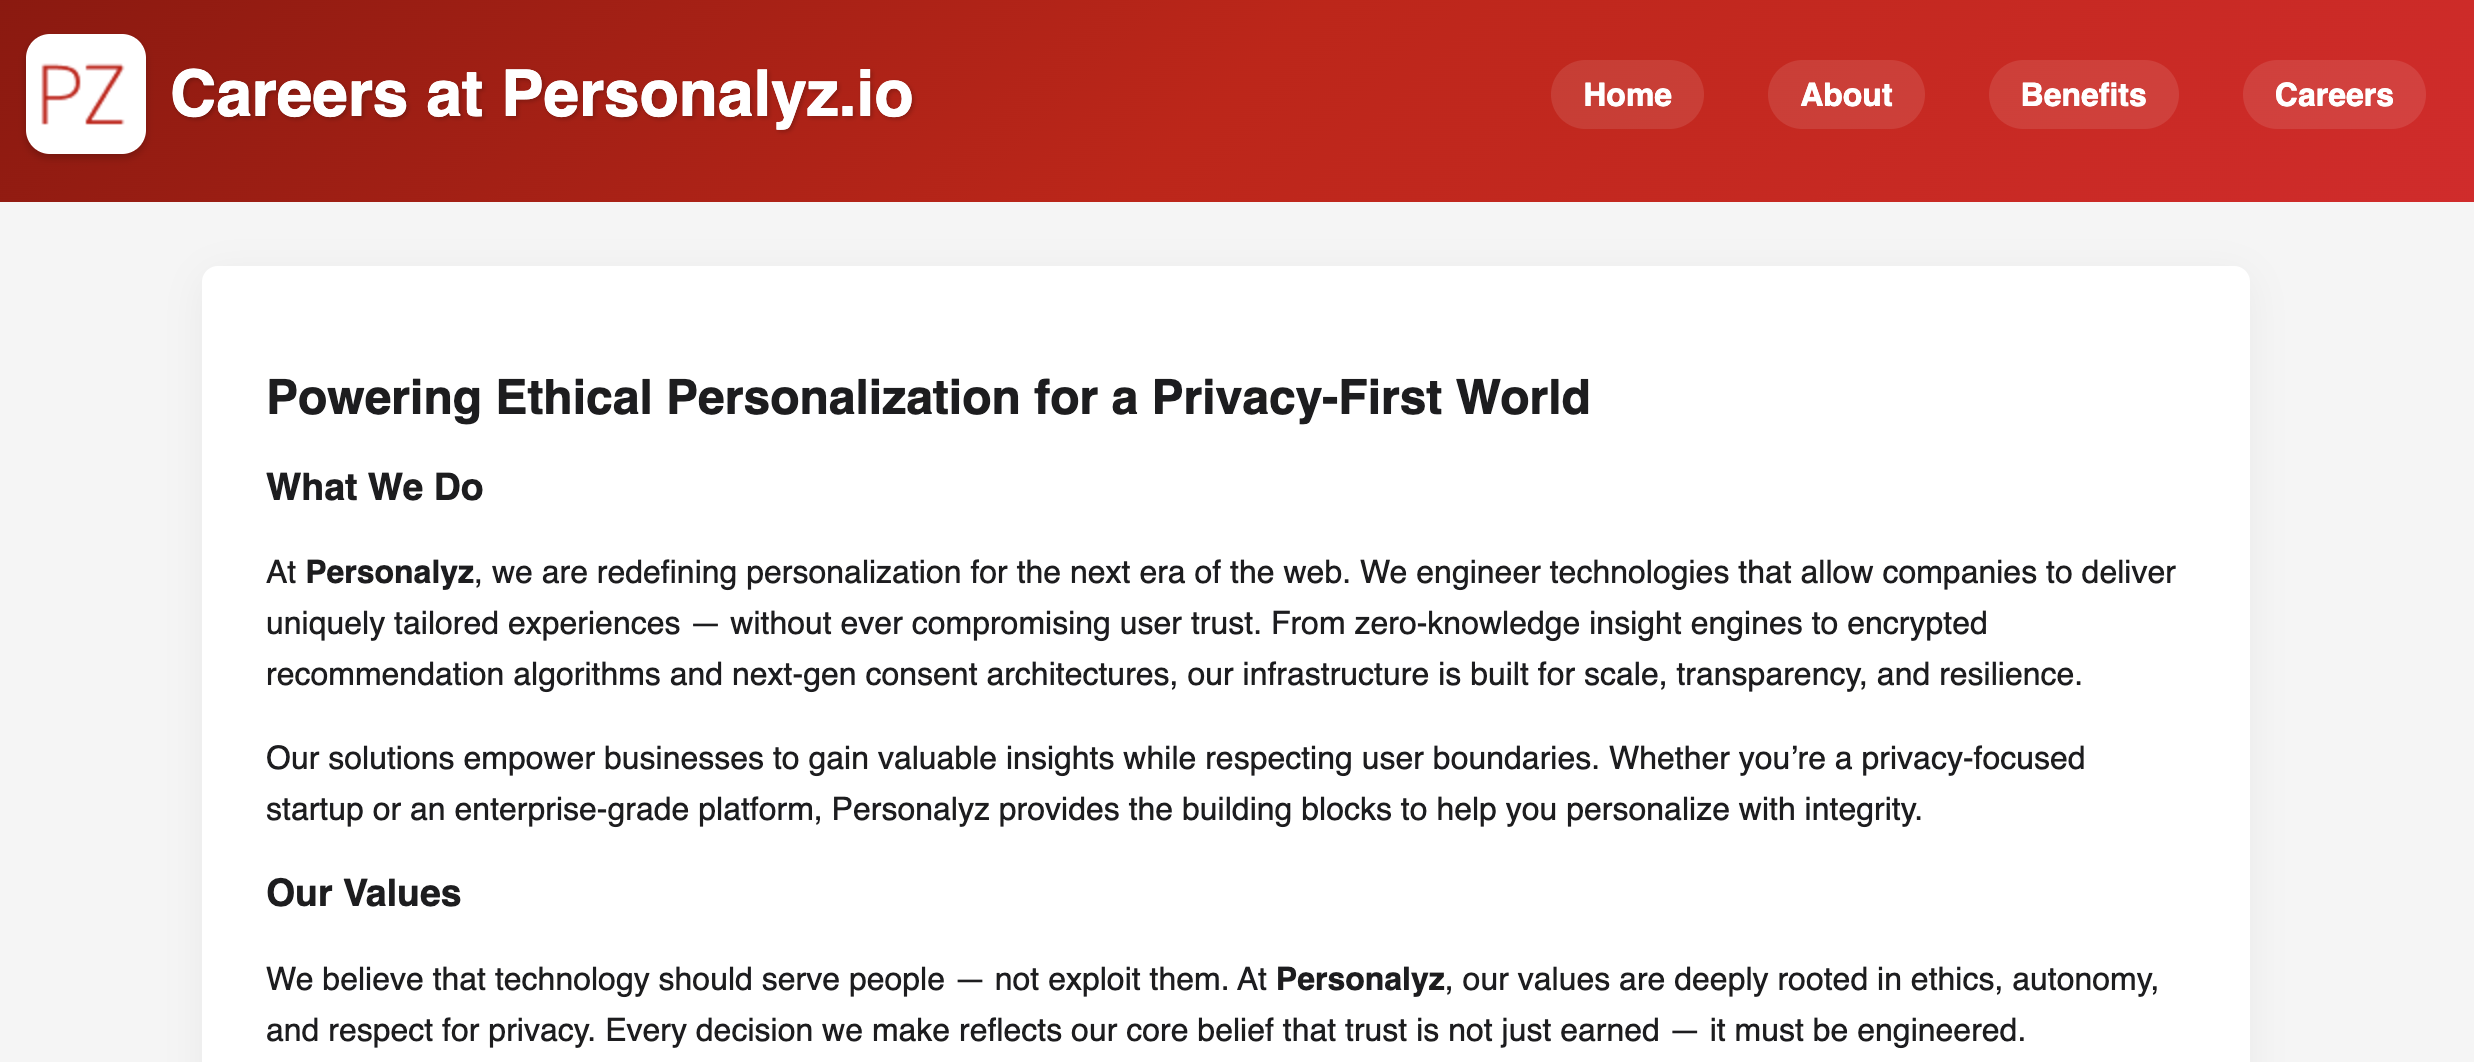 PZ
Careers at Personalyz.io
Home
About
Benefits
Careers
Powering Ethical Personalization for a Privacy-First World
What We Do
At Personalyz, we are redefining personalization for the next era of the web. We engineer technologies that allow companies to deliver
uniquely tailored experiences — without ever compromising user trust. From zero-knowledge insight engines to encrypted
recommendation algorithms and next-gen consent architectures, our infrastructure is built for scale, transparency, and resilience.
Our solutions empower businesses to gain valuable insights while respecting user boundaries. Whether you’re a privacy-focused
startup or an enterprise-grade platform, Personalyz provides the building blocks to help you personalize with integrity.
Our Values
We believe that technology should serve people — not exploit them. At Personalyz, our values are deeply rooted in ethics, autonomy,
and respect for privacy. Every decision we make reflects our core belief that trust is not just earned — it must be engineered.